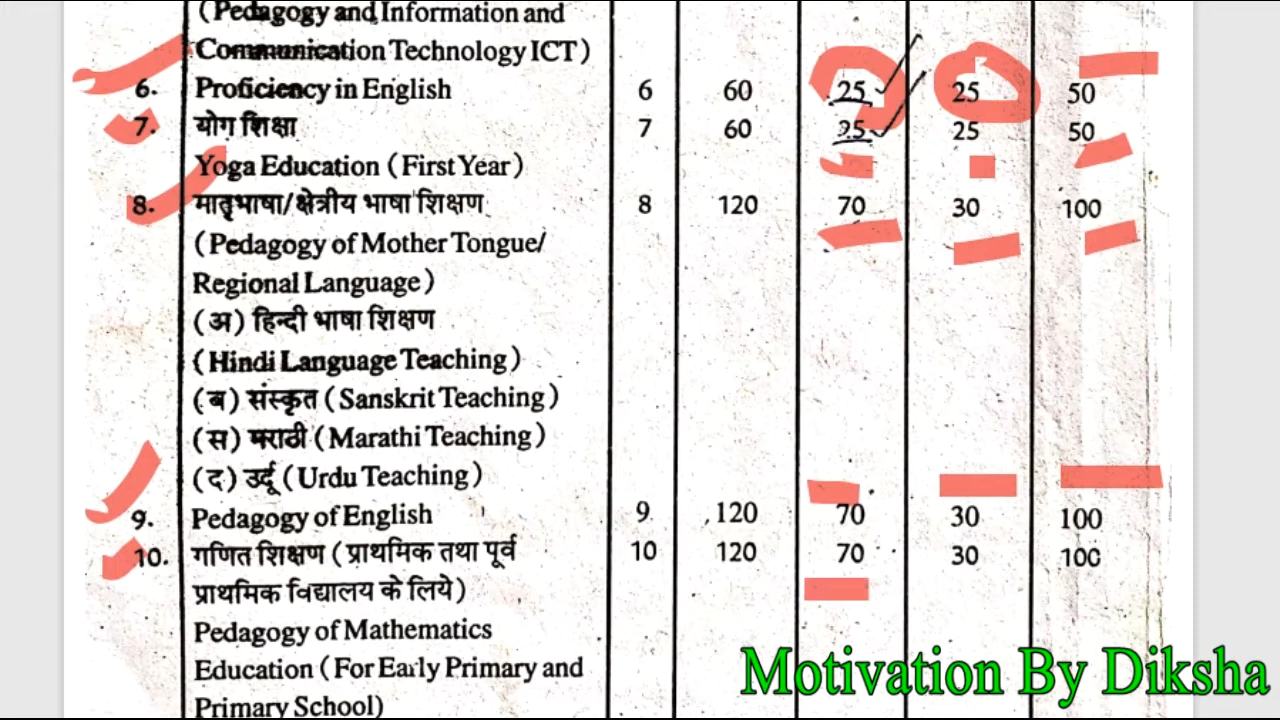 (Pedagogy and Information and
Communication Technology ICT)
6. Proficiency in English 6 60 25 25 50
7. योग शिक्षा 7 60 25 25 50
Yoga Education (First Year)
8. मातृभाषा/क्षेत्रीय भाषा शिक्षण 8 120 70 30 100
(Pedagogy of Mother Tongue/
Regional Language)
(अ) हिन्दी भाषा शिक्षण
(Hindi Language Teaching)
(ब) संस्कृत (Sanskrit Teaching)
(स) मराठी (Marathi Teaching)
(द) उर्दू (Urdu Teaching)
9. Pedagogy of English 9 120 70 30 100
10. गणित शिक्षण (प्राथमिक तथा पूर्व 10 120 70 30 100
प्राथमिक विद्यालय के लिये)
Pedagogy of Mathematics
Education (For Early Primary and
Primary School)
Motivation By Diksha